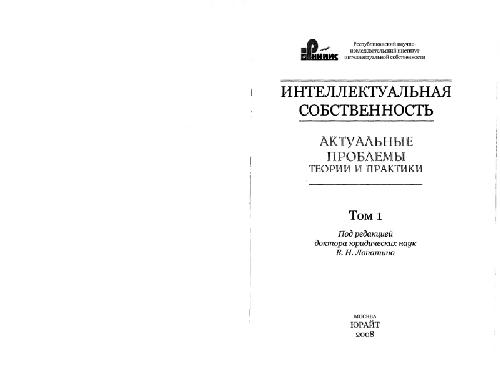 РНИИИС
Республиканский научно-
исследовательский институт
интеллектуальной собственности
ИНТЕЛЛЕКТУАЛЬНАЯ
СОБСТВЕННОСТЬ
АКТУАЛЬНЫЕ
ПРОБЛЕМЫ
ТЕОРИИ И ПРАКТИКИ
Том 1
Под редакцией
доктора юридических наук
В. Н. Лопатина
МОСКВА
ЮРАЙТ
2008